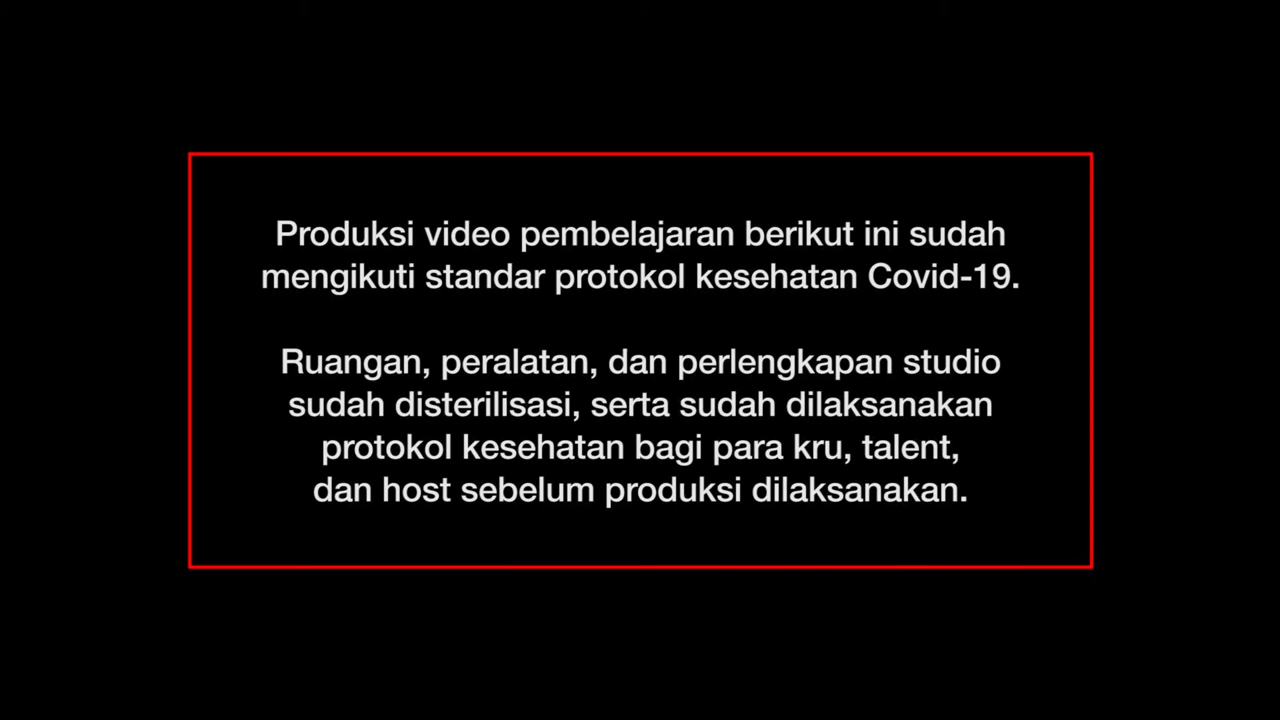 Produksi video pembelajaran berikut ini sudah
mengikuti standar protokol kesehatan Covid-19.
Ruangan, peralatan, dan perlengkapan studio
sudah disterilisasi, serta sudah dilaksanakan
protokol kesehatan bagi para kru, talent,
dan host sebelum produksi dilaksanakan.